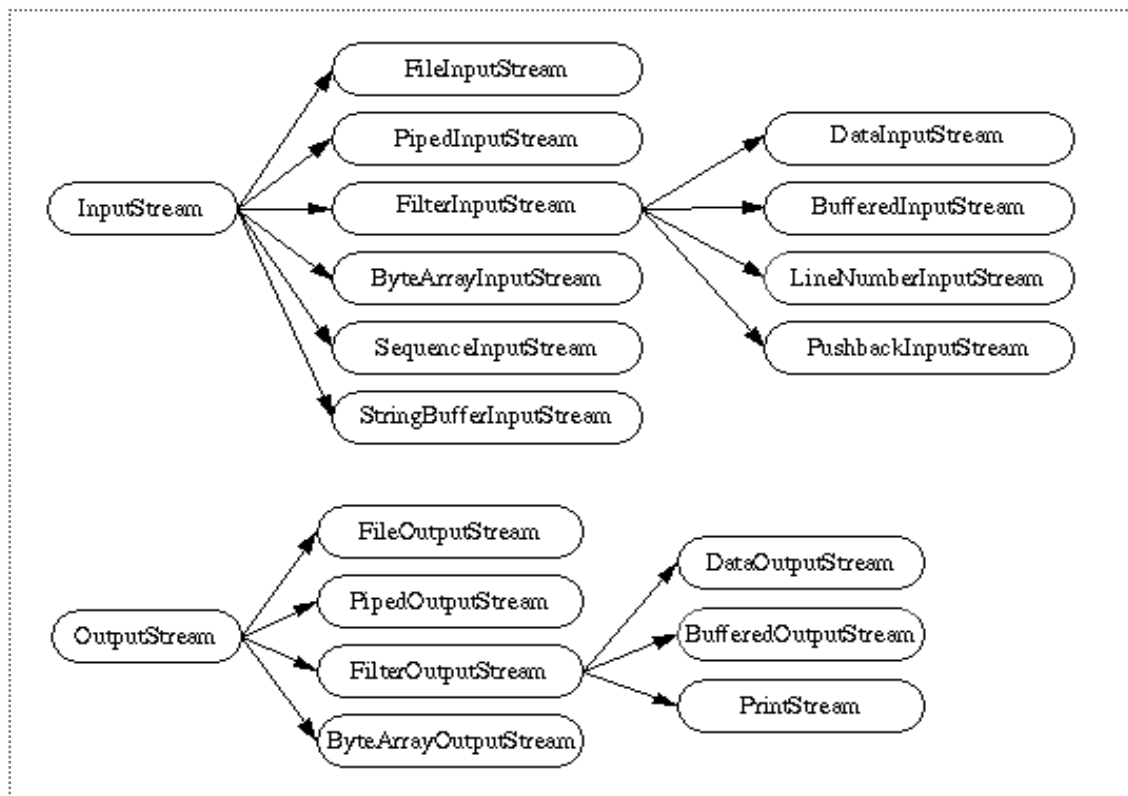 FileInputStream
PipedInputStream
DataInputStream
InputStream
FilterInputStream
BufferedInputStream
ByteArrayInputStream
LineNumberInputStream
SequenceInputStream
PushbackInputStream
StringBufferInputStream
FileOutputStream
DataOutputStream
PipedOutputStream
OutputStream
BufferedOutputStream
FilterOutputStream
PrintStream
ByteArrayOutputStream